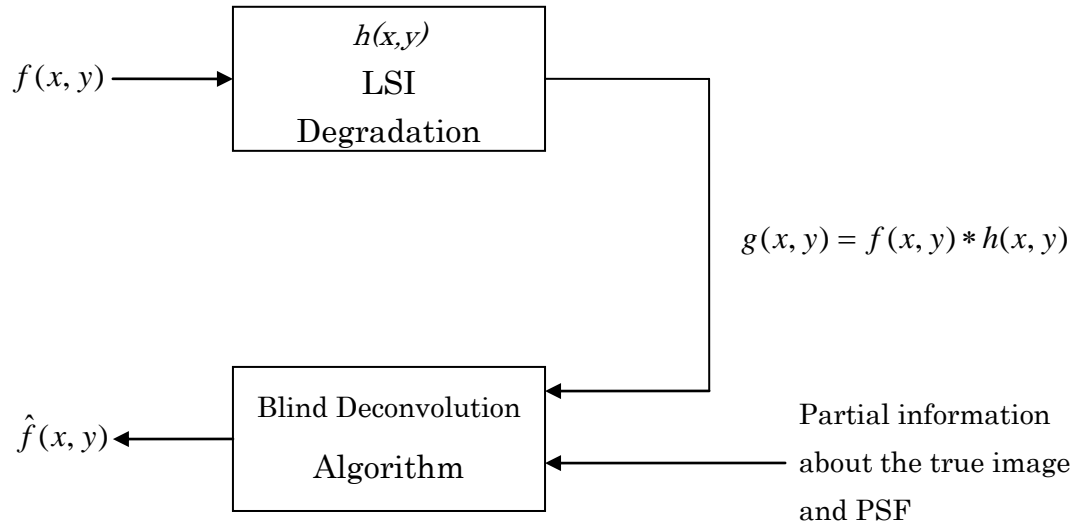 f(x, y)
h(x,y)
LSI
Degradation
g(x, y) = f(x, y) * h(x, y)
f̂(x, y)
Blind Deconvolution
Algorithm
Partial information
about the true image
and PSF